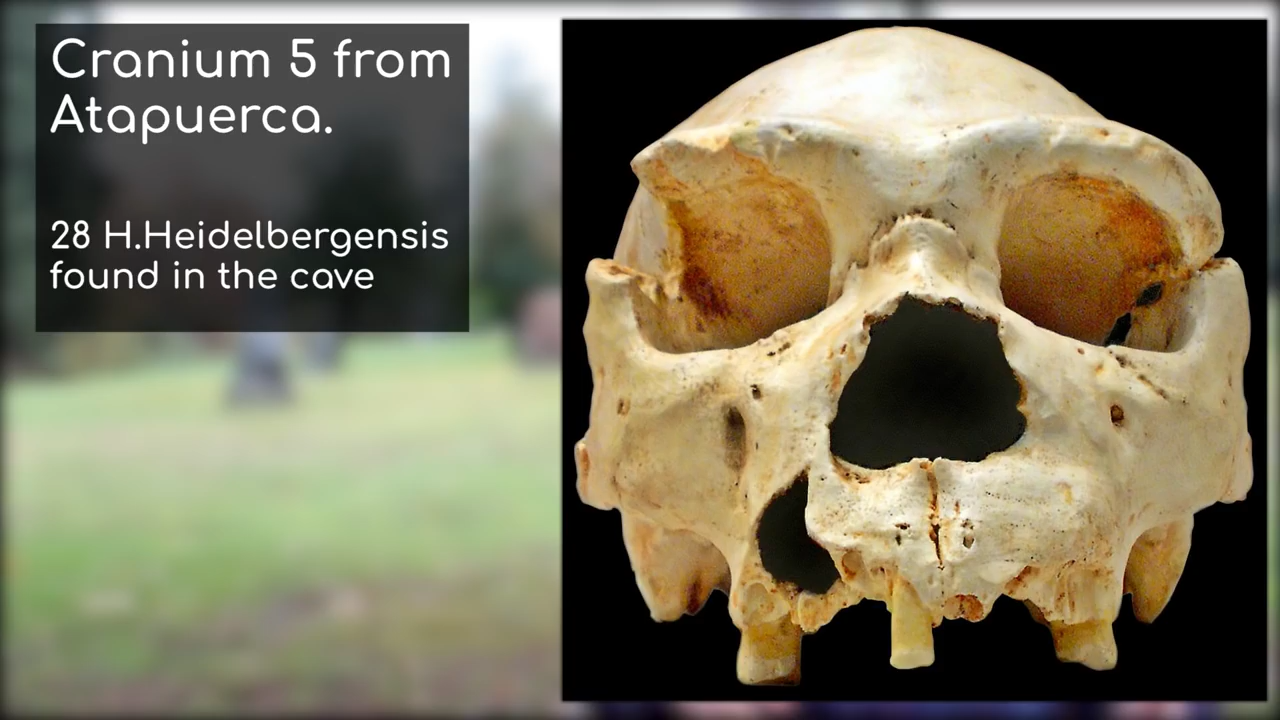 Cranium 5 from
Atapuerca.
28 H.Heidelbergensis
found in the cave